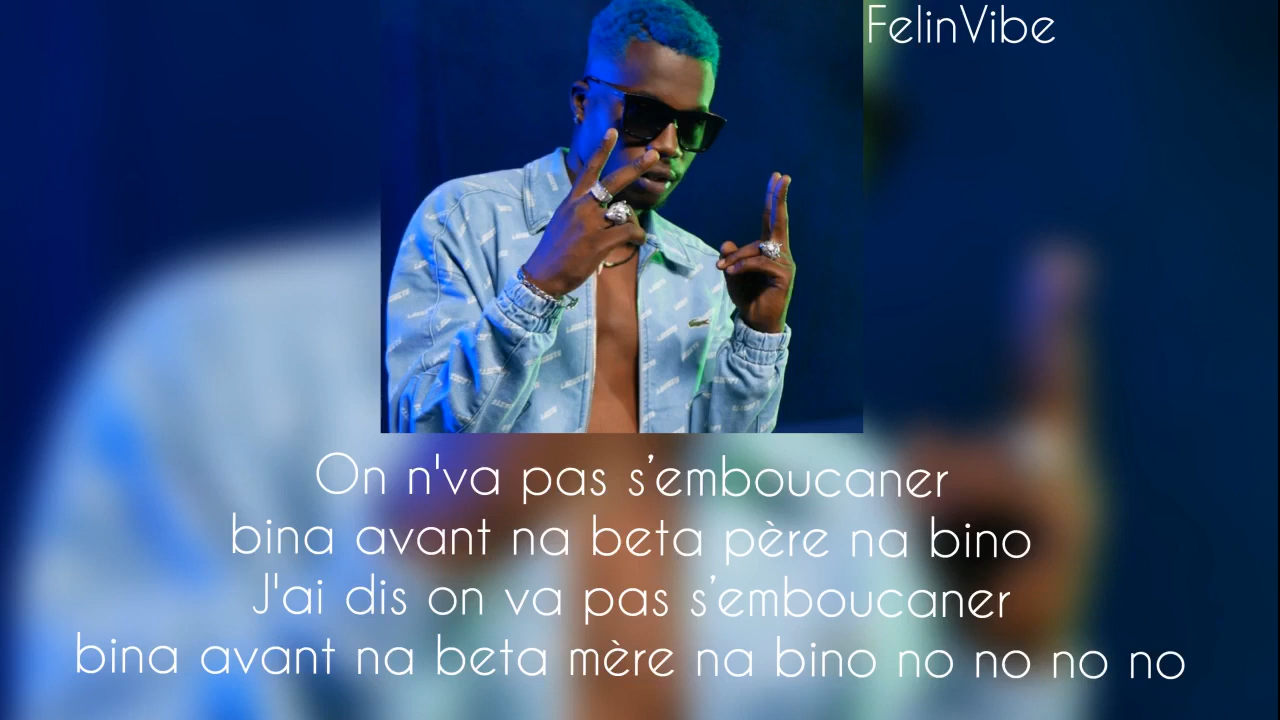 FelinVibe
On n'va pas s’emboucaner
bina avant na beta père na bino
J'ai dis on va pas s’emboucaner
bina avant na beta mère na bino no no no no